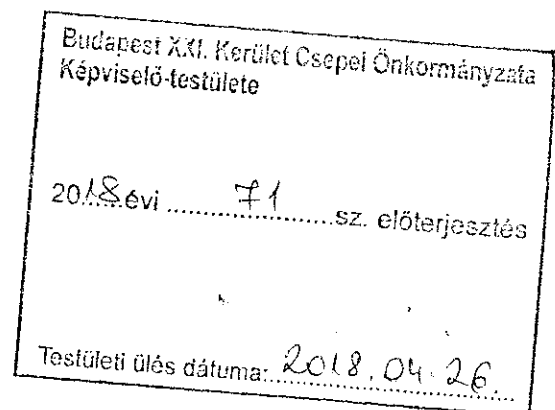 Budapest XXI. Kerület Csepel Önkormányzata
Képviselő-testülete
2018 évi 71 sz. előterjesztés
Testületi ülés dátuma: 2018.04.26.